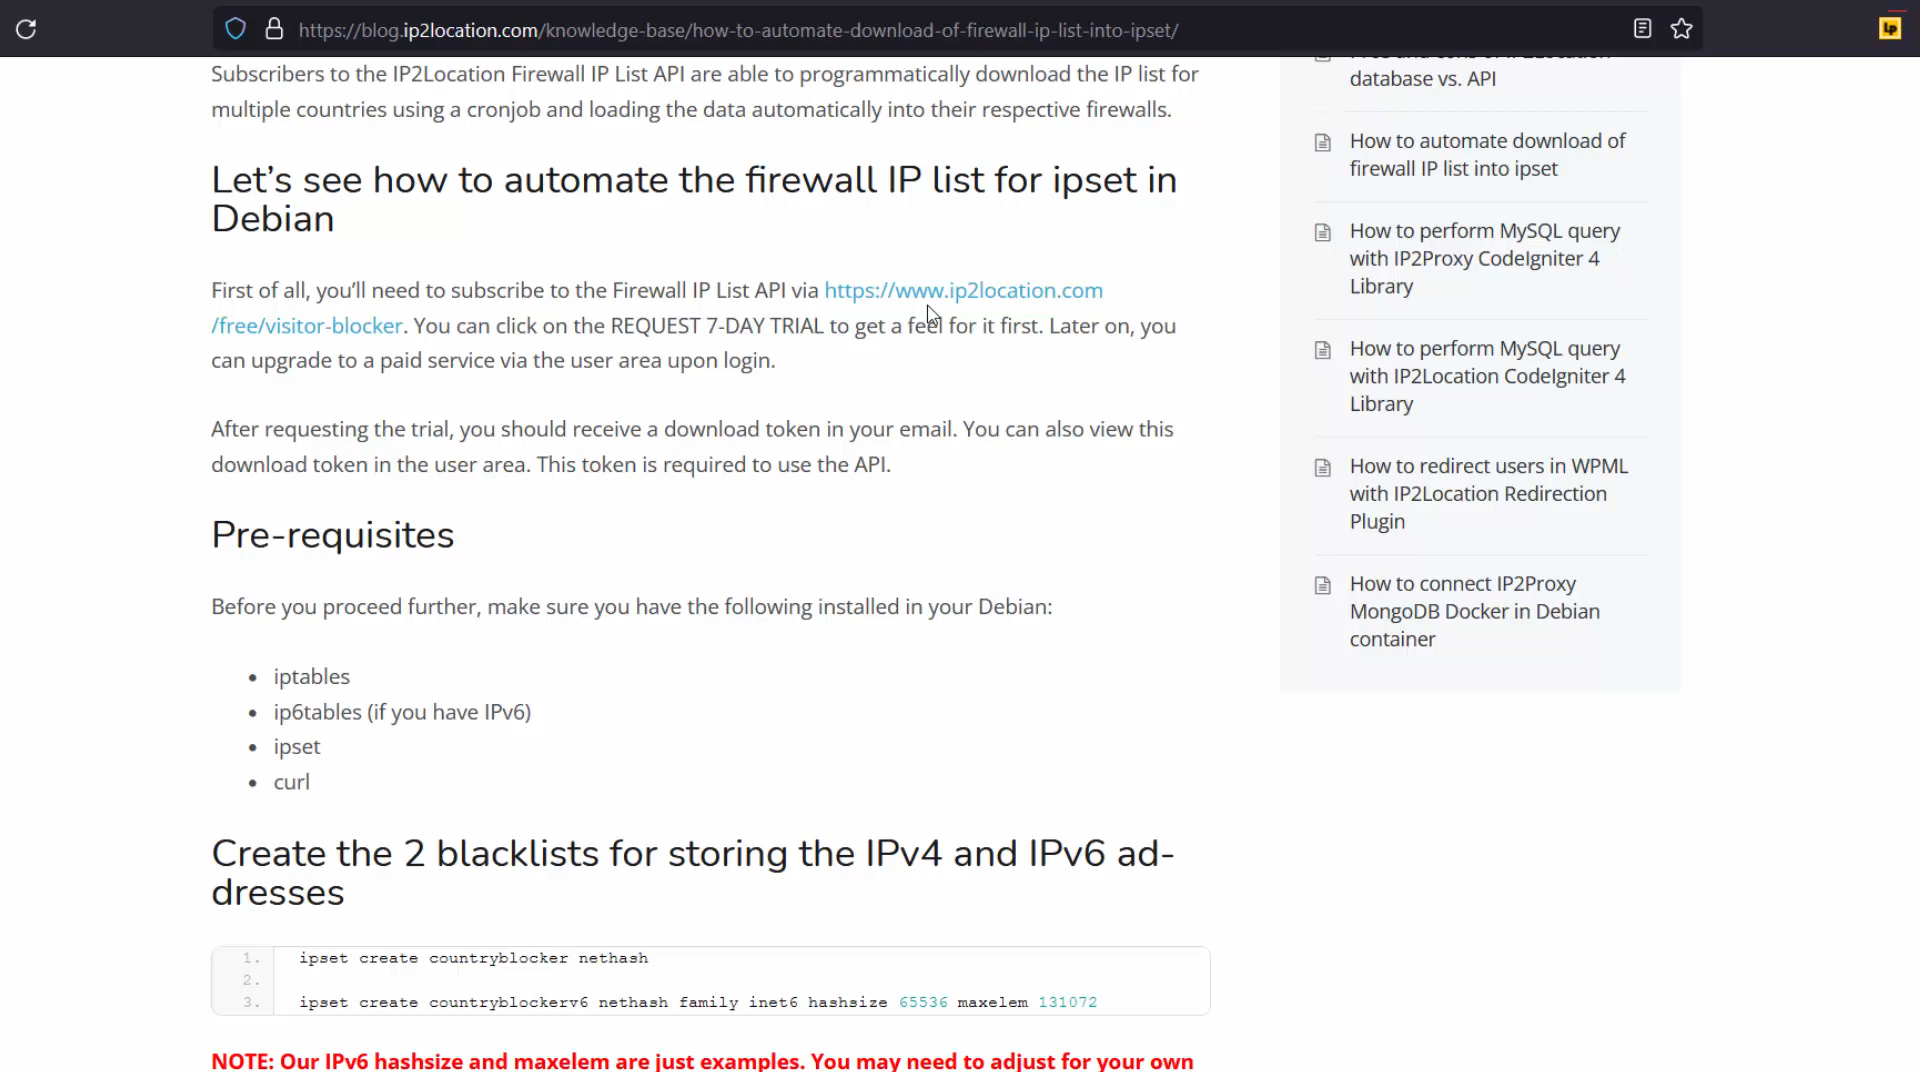 https://blog.ip2location.com/knowledge-base/how-to-automate-download-of-firewall-ip-list-into-ipset/
Subscribers to the IP2Location Firewall IP List API are able to programmatically download the IP list for
multiple countries using a cronjob and loading the data automatically into their respective firewalls.
Let’s see how to automate the firewall IP list for ipset in
Debian
First of all, you’ll need to subscribe to the Firewall IP List API via https://www.ip2location.com
/free/visitor-blocker. You can click on the REQUEST 7-DAY TRIAL to get a feel for it first. Later on, you
can upgrade to a paid service via the user area upon login.
After requesting the trial, you should receive a download token in your email. You can also view this
download token in the user area. This token is required to use the API.
Pre-requisites
Before you proceed further, make sure you have the following installed in your Debian:
• iptables
• ip6tables (if you have IPv6)
• ipset
• curl
Create the 2 blacklists for storing the IPv4 and IPv6 ad-
dresses
1. ipset create countryblocker nethash
2.
3. ipset create countryblockerv6 nethash family inet6 hashsize 65536 maxelem 131072
NOTE: Our IPv6 hashsize and maxelem are just examples. You may need to adjust for your own
database vs. API
How to automate download of
firewall IP list into ipset
How to perform MySQL query
with IP2Proxy CodeIgniter 4
Library
How to perform MySQL query
with IP2Location CodeIgniter 4
Library
How to redirect users in WPML
with IP2Location Redirection
Plugin
How to connect IP2Proxy
MongoDB Docker in Debian
container